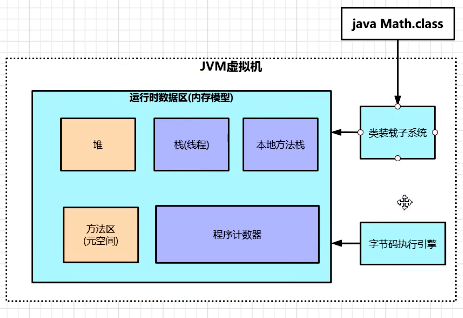 java Math.class
JVM虚拟机
运行时数据区(内存模型)
堆
栈(线程)
本地方法栈
类装载子系统
方法区
(元空间)
程序计数器
字节码执行引擎